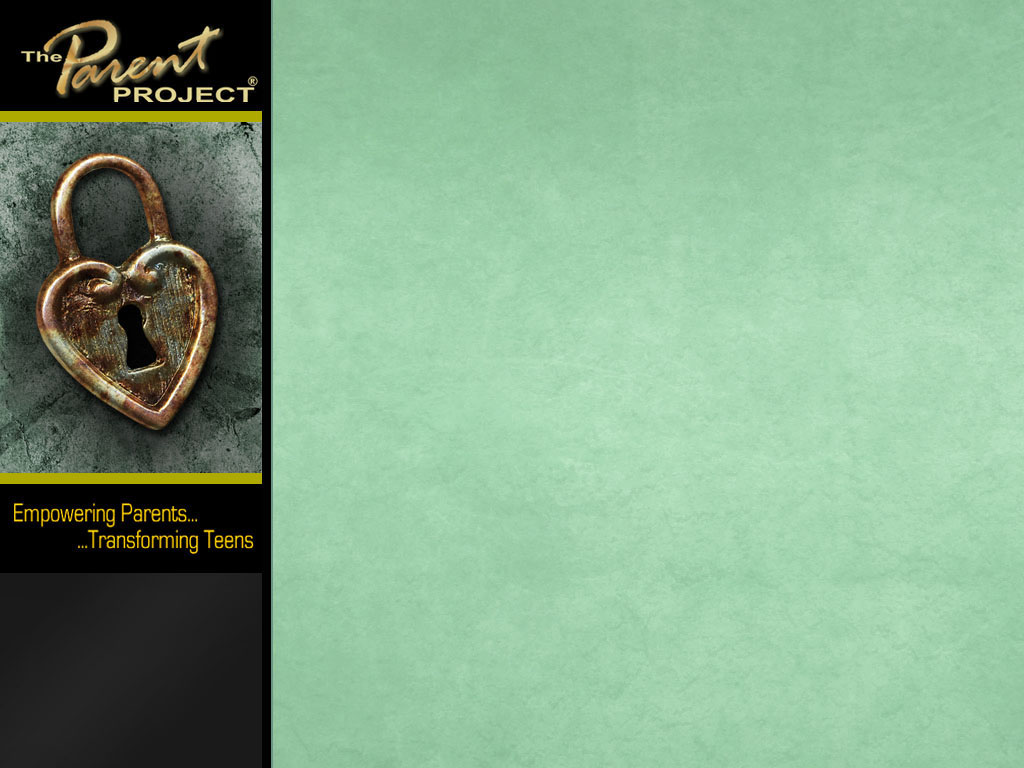 The Parent
PROJECT®
Empowering Parents...
...Transforming Teens